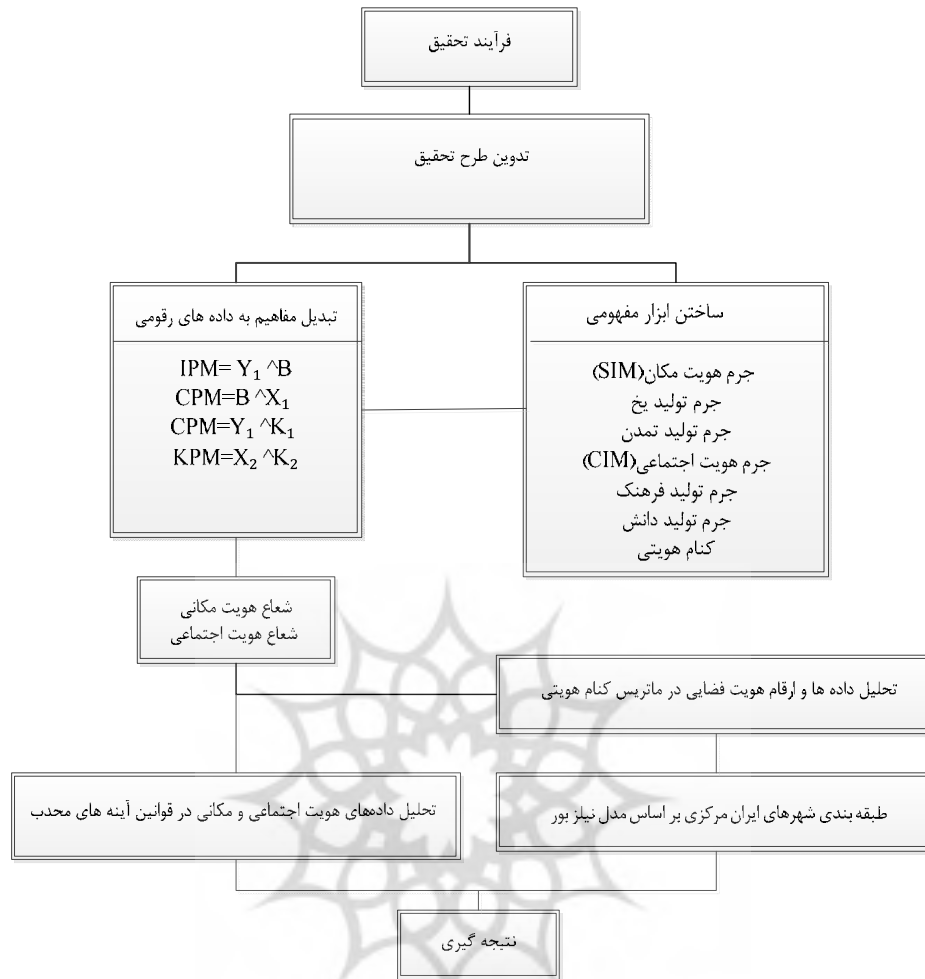 فرآیند تحقیق
تدوین طرح تحقیق
ساختن ابزار مفهومی
جرم هویت مکان(SIM)
جرم تولید یخ
جرم تولید تمدن
جرم هویت اجتماعی(CIM)
جرم تولید فرهنک
جرم تولید دانش
کنام هویتی
تبدیل مفاهیم به داده های رقومی
IPM= Y₁ ^B
CPM=B ^X₁
CPM=Y₁ ^K₁
KPM=X₂ ^K₂
شعاع هویت مکانی
شعاع هویت اجتماعی
تحلیل داده ها و ارقام هویت فضایی در ماتریس کنام هویتی
طبقه بندی شهرهای ایران مرکزی بر اساس مدل نیلز بور
تحلیل داده‌های هویت اجتماعی و مکانی در قوانین آینه های محدب
نتیجه گیری